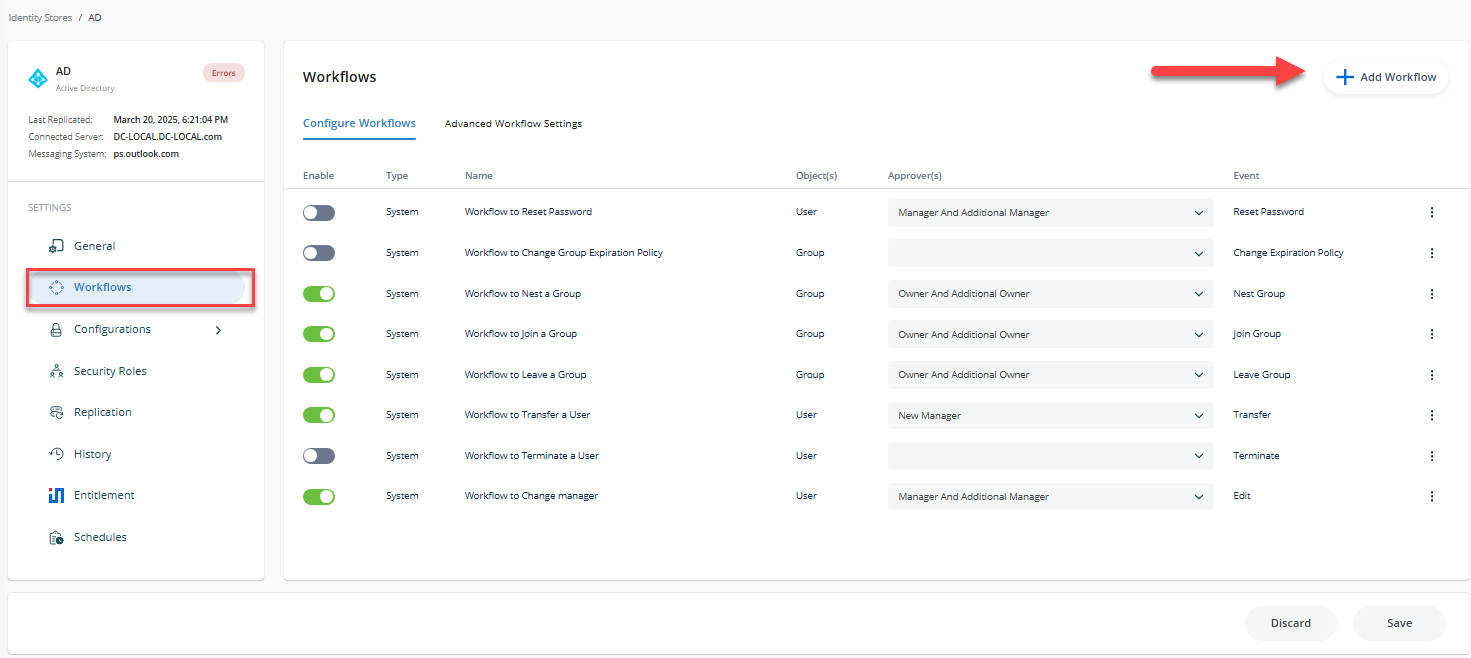 Identity Stores / AD
AD
Errors
Active Directory
Last Replicated: March 20, 2025, 6:21:04 PM
Connected Server: DC-LOCAL.DC-LOCAL.com
Messaging System: ps.outlook.com
SETTINGS
General
Workflows
Configurations
Security Roles
Replication
History
Entitlement
Schedules
Workflows
Add Workflow
Configure Workflows Advanced Workflow Settings
Enable Type Name Object(s) Approver(s) Event
System Workflow to Reset Password User Manager And Additional Manager Reset Password
System Workflow to Change Group Expiration Policy Group Change Expiration Policy
System Workflow to Nest a Group Group Owner And Additional Owner Nest Group
System Workflow to Join a Group Group Owner And Additional Owner Join Group
System Workflow to Leave a Group Group Owner And Additional Owner Leave Group
System Workflow to Transfer a User User New Manager Transfer
System Workflow to Terminate a User User Terminate
System Workflow to Change manager User Manager And Additional Manager Edit
Discard Save